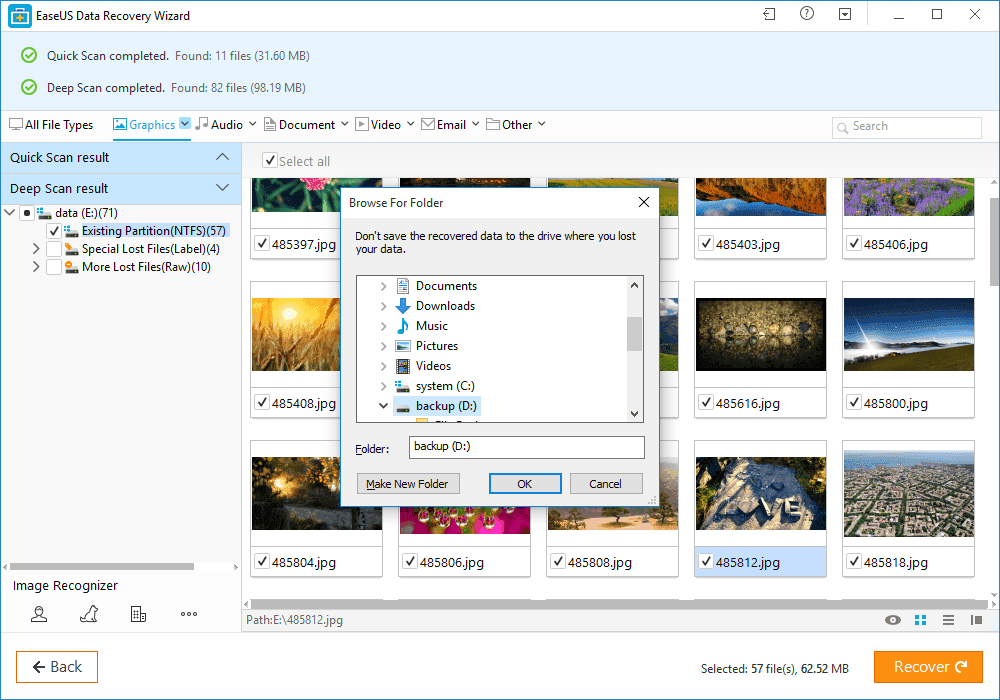 EaseUS Data Recovery Wizard
Quick Scan completed. Found: 11 files (31.60 MB)
Deep Scan completed. Found: 82 files (98.19 MB)
All File Types Graphics Audio Document Video Email Other
Search
Quick Scan result
Select all
Deep Scan result
data (E:)(71)
Existing Partition(NTFS)(57)
Special Lost Files(Label)(4)
More Lost Files(Raw)(10)
485397.jpg
485403.jpg
485406.jpg
Browse For Folder
Don't save the recovered data to the drive where you lost
your data.
Documents
Downloads
Music
Pictures
Videos
system (C:)
backup (D:)
Folder: backup (D:)
Make New Folder OK Cancel
485408.jpg
485616.jpg
485800.jpg
LOVE
485804.jpg
485806.jpg
485808.jpg
485812.jpg
485818.jpg
Image Recognizer
Path:E:\485812.jpg
Back
Selected: 57 file(s), 62.52 MB
Recover